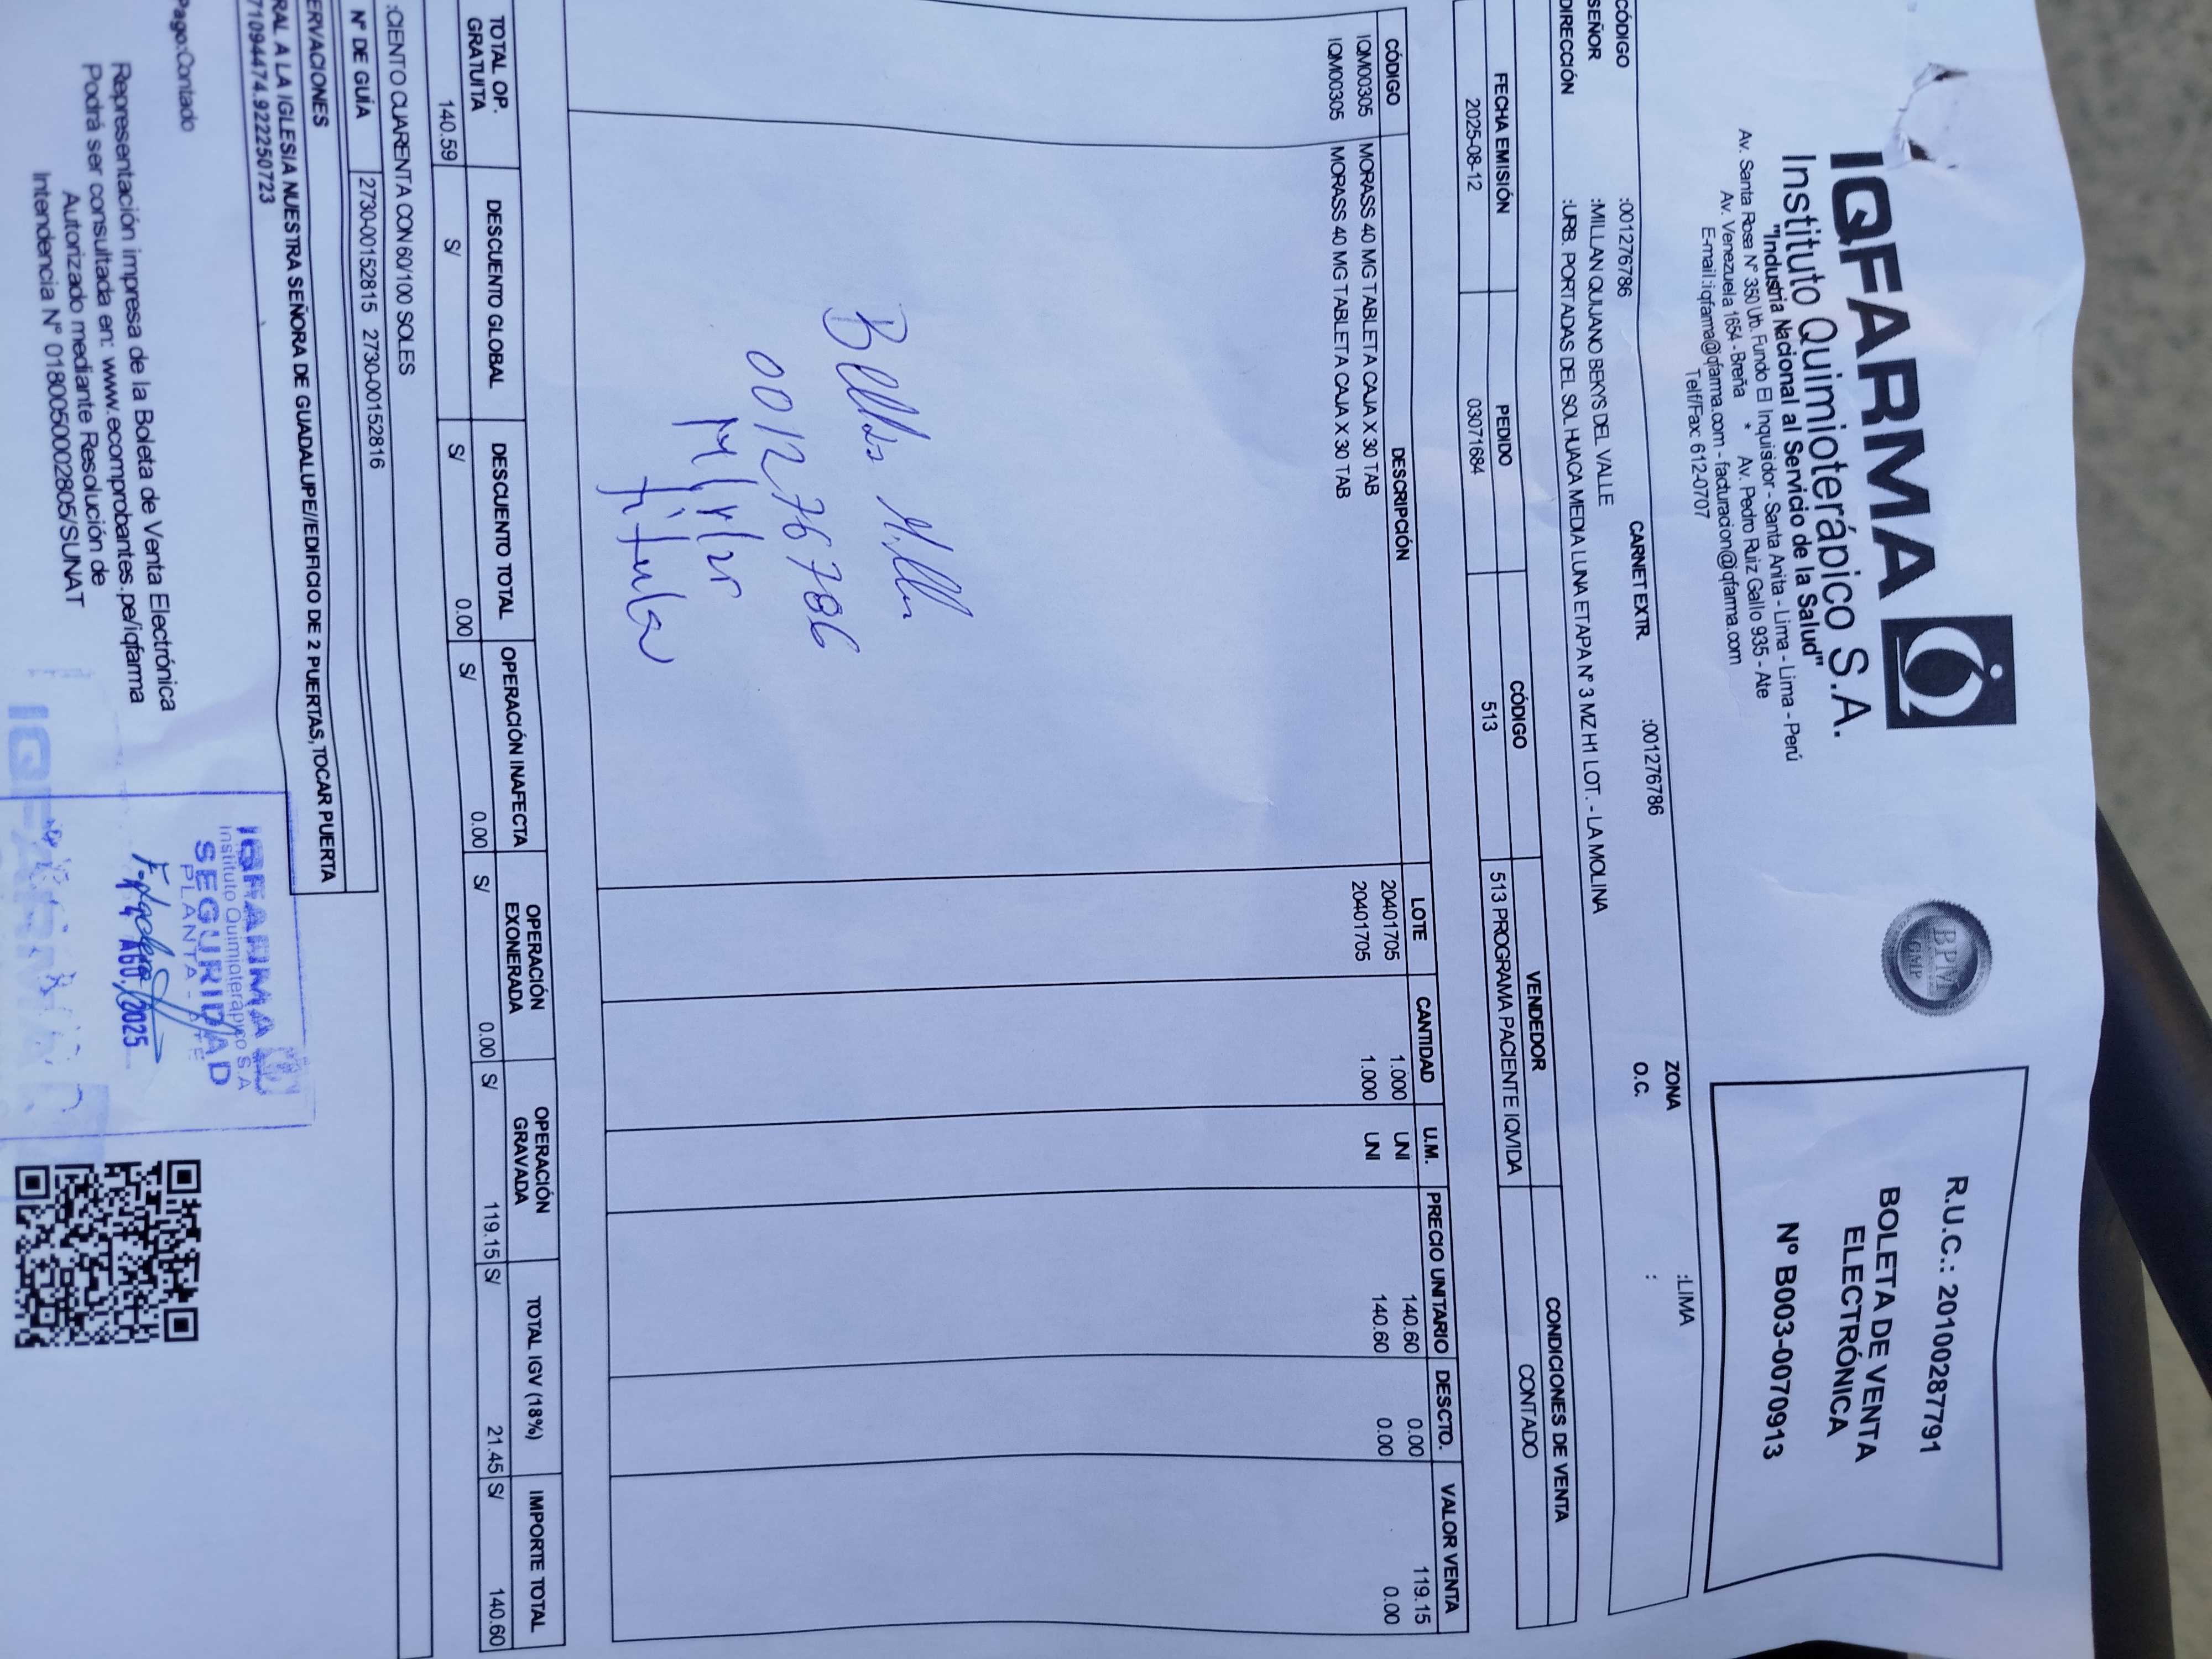 IQFARMA
Instituto Quimioterápico S.A.
"Industria Nacional al Servicio de la Salud"
Av. Santa Rosa N° 350 Urb. Fundo El Inquisidor - Santa Anita - Lima - Lima - Perú
Av. Venezuela 1654 - Breña * Av. Pedro Ruiz Gallo 935 - Ate
E-mail:iqfarma@iqfarma.com - facturacion@iqfarma.com
Telf/Fax: 612-0707
BPM
GMP
R.U.C.: 20100287791
BOLETA DE VENTA
ELECTRÓNICA
Nº B003-0070913
CÓDIGO :001276786 CARNET EXTR. :001276786 ZONA :LIMA
SEÑOR :MILLAN QUIJANO BEKYS DEL VALLE O.C. :
DIRECCIÓN :URB. PORTADAS DEL SOL HUACA MEDIA LUNA ETAPA Nº 3 MZ H1 LOT. - LA MOLINA
FECHA EMISIÓN PEDIDO CÓDIGO VENDEDOR CONDICIONES DE VENTA
2025-08-12 03071684 513 513 PROGRAMA PACIENTE IQVIDA CONTADO
CÓDIGO DESCRIPCIÓN LOTE CANTIDAD U.M. PRECIO UNITARIO DESCTO. VALOR VENTA
IQM00305 MORASS 40 MG TABLETA CAJA X 30 TAB 20401705 1.000 UNI 140.60 0.00 119.15
IQM00305 MORASS 40 MG TABLETA CAJA X 30 TAB 20401705 1.000 UNI 140.60 0.00 0.00
001276786
titular
TOTAL OP. GRATUITA DESCUENTO GLOBAL DESCUENTO TOTAL OPERACIÓN INAFECTA OPERACIÓN EXONERADA OPERACIÓN GRAVADA TOTAL IGV (18%) IMPORTE TOTAL
140.59 S/ S/ 0.00 S/ 0.00 S/ 0.00 S/ 119.15 S/ 21.45 S/ 140.60
:CIENTO CUARENTA CON 60/100 SOLES
Nº DE GUÍA 2730-00152815 2730-00152816
ERVACIONES
RAL A LA IGLESIA NUESTRA SEÑORA DE GUADALUPE//EDIFICIO DE 2 PUERTAS, TOCAR PUERTA
71094474.922250723
Pago:Contado
Representación impresa de la Boleta de Venta Electrónica
Podrá ser consultada en: www.ecomprobantes.pe/iqfarma
Autorizado mediante Resolución de
Intendencia N° 0180050002805/SUNAT
IQFARMA
Instituto Quimioterápico S.A
SEGURIDAD
PLANTA - ATE
AGO. 2025